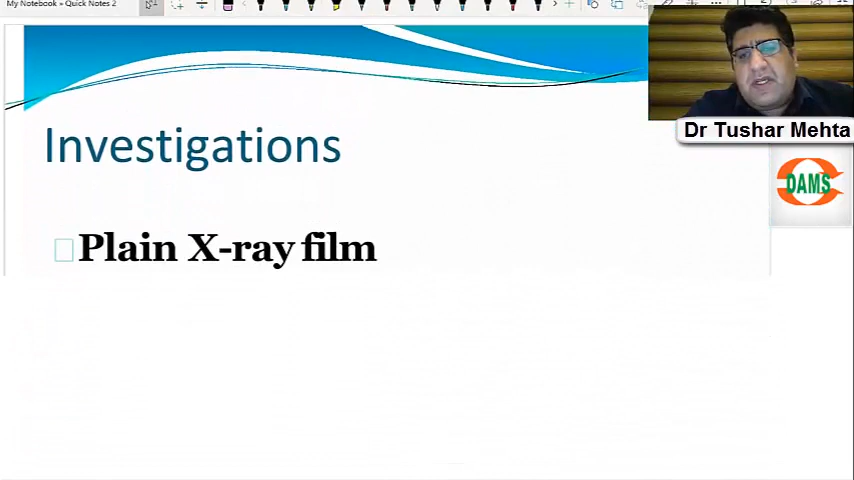 My Notebook » Quick Notes 2
Dr Tushar Mehta
DAMS
Investigations
Plain X-ray film